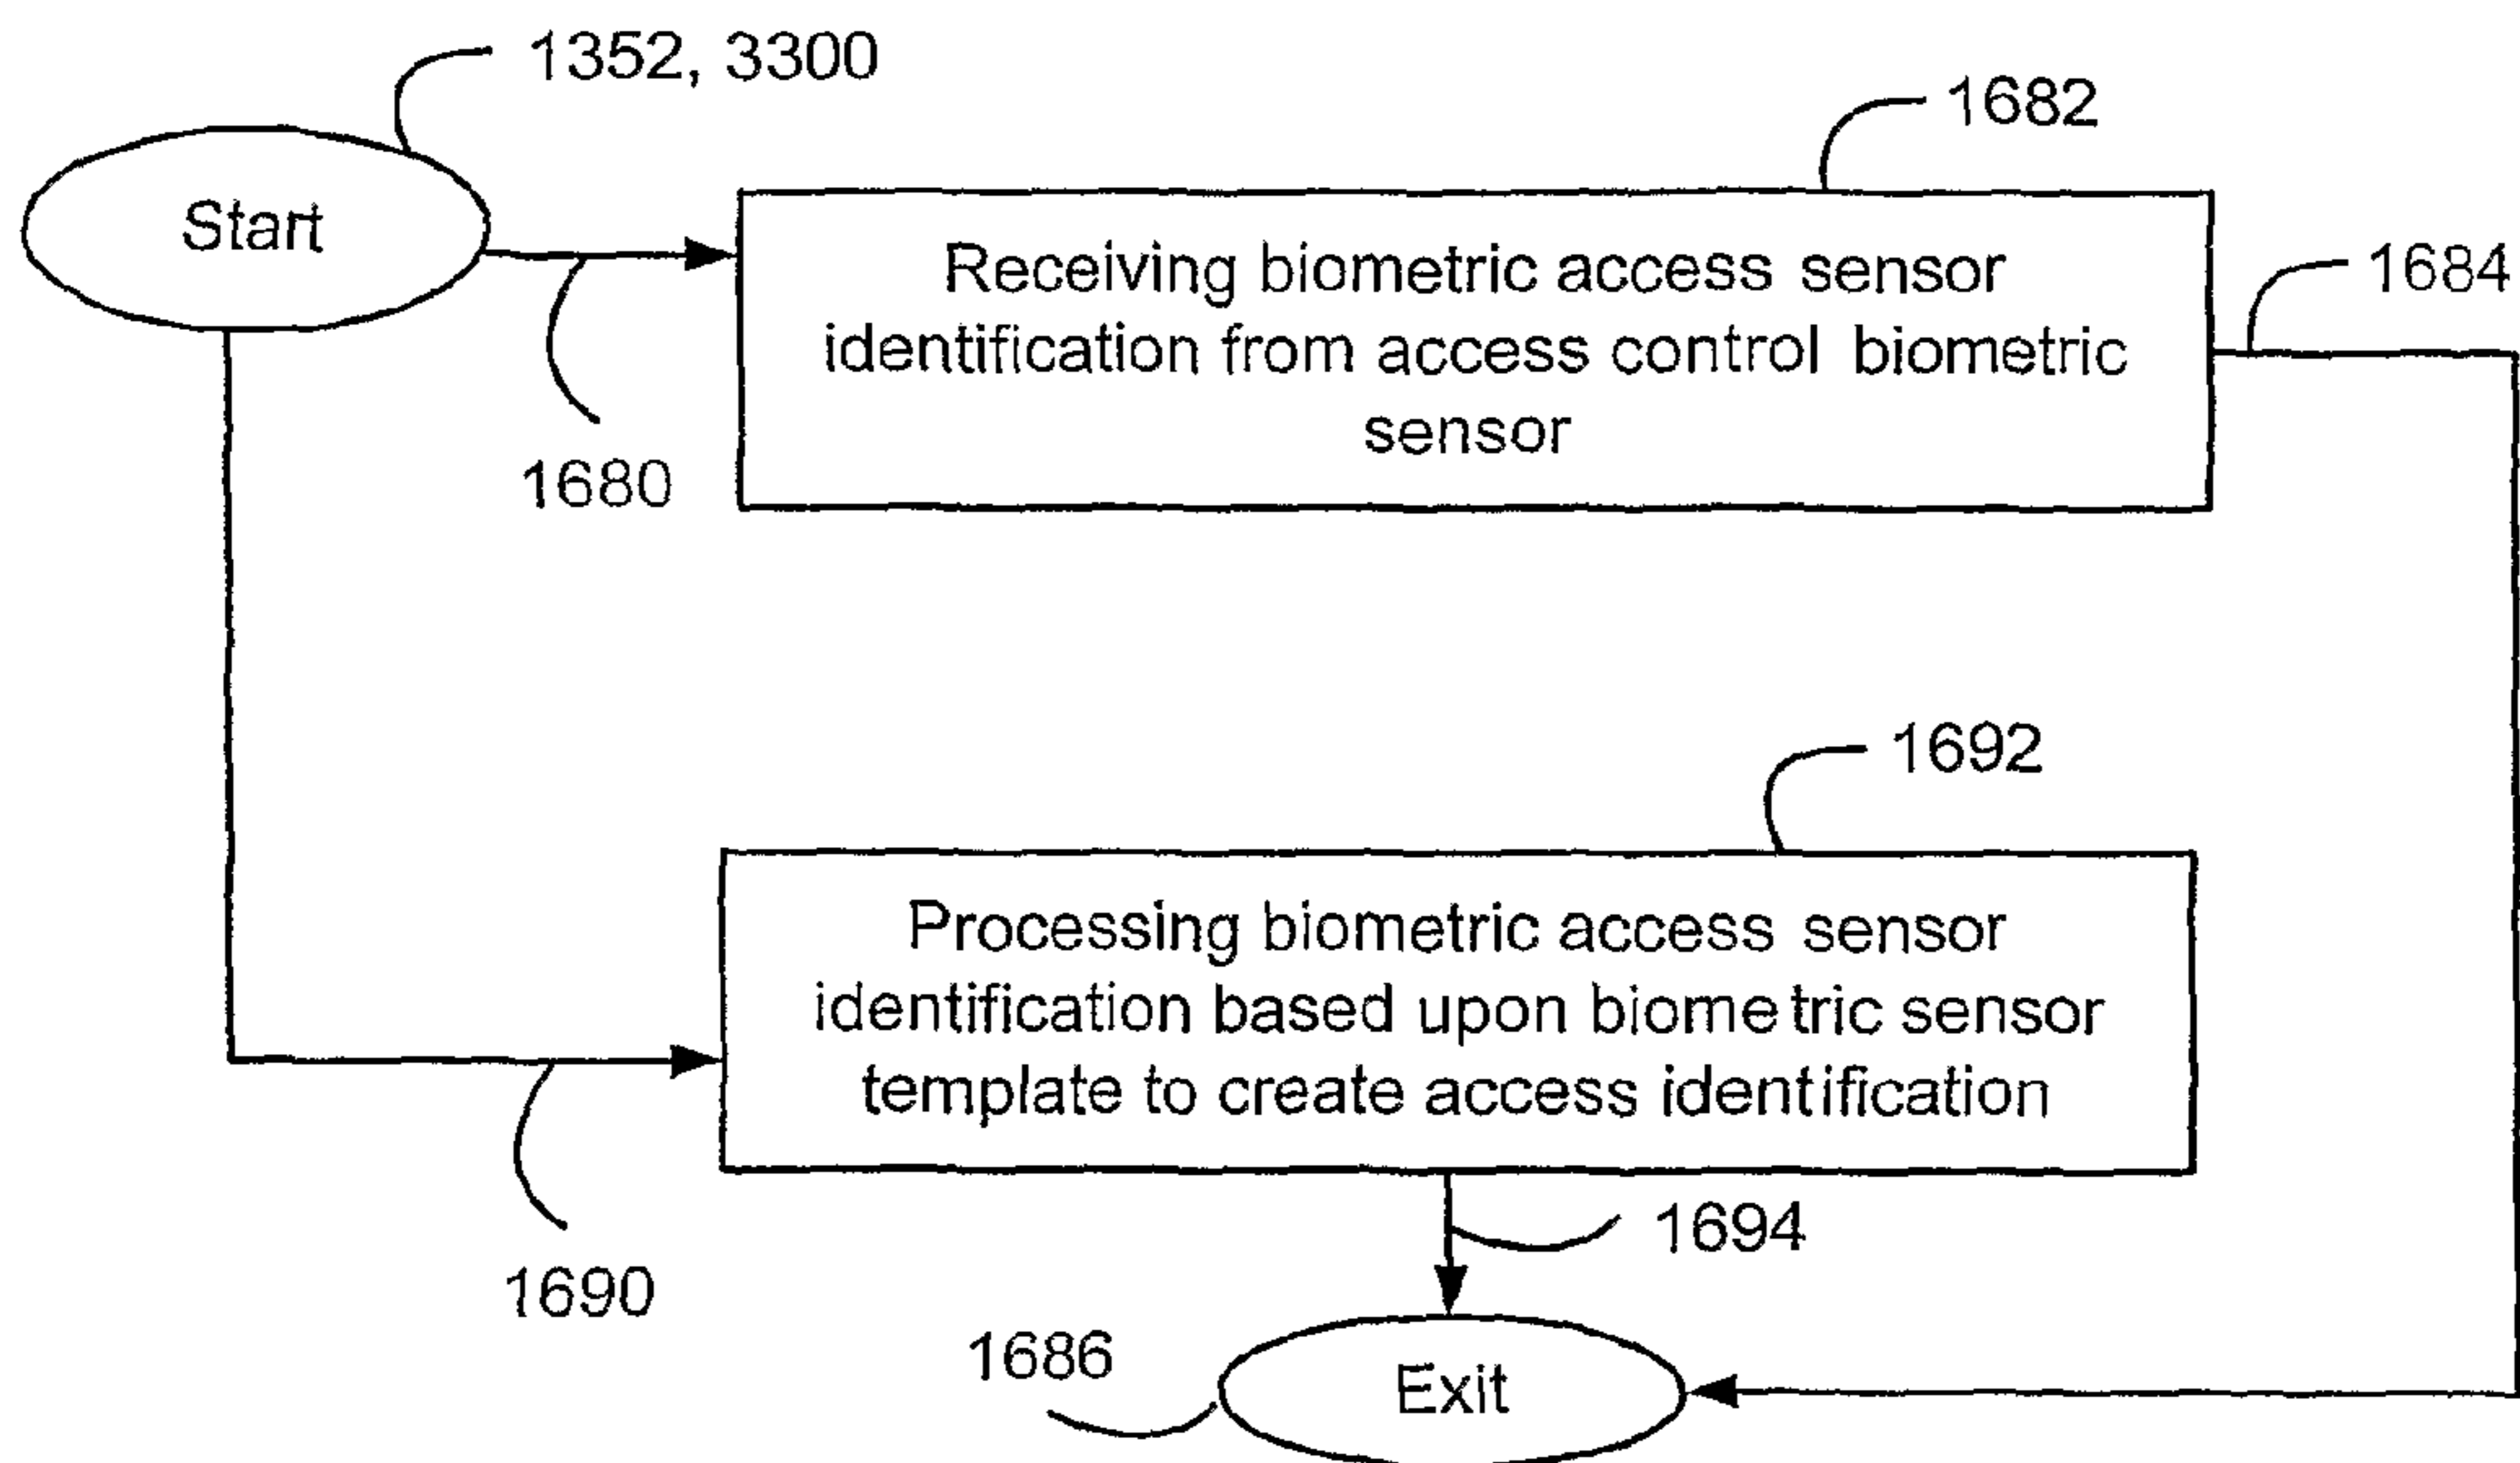 1352, 3300
Start
1682
Receiving biometric access sensor
identification from access control biometric
sensor
1684
1680
1692
Processing biometric access sensor
identification based upon biometric sensor
template to create access identification
1694
1690
1686
Exit